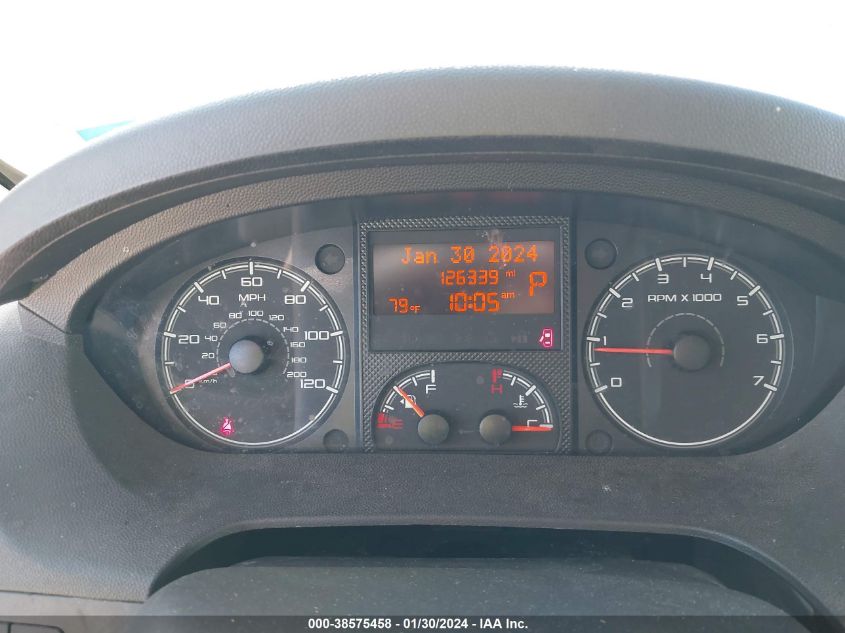 Jan 30 2024
126339 mi
P
79°F
10:05 am
0 20 40 60 80 100 120
MPH
20 40 60 80 100 120 140 160 180 200
km/h
F
E
H
C
0 1 2 3 4 5 6 7
RPM X 1000
000-38575458 - 01/30/2024 - IAA Inc.